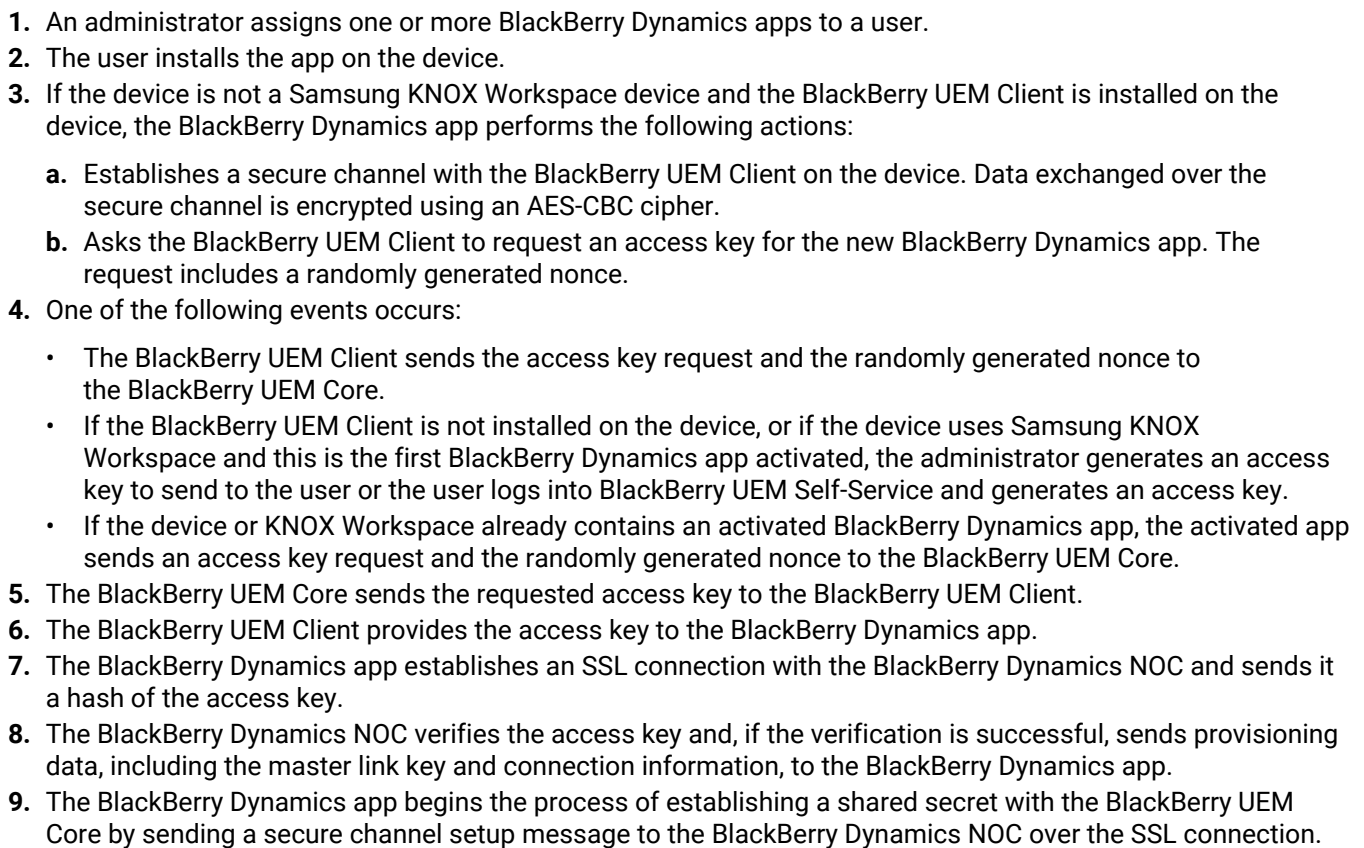 1. An administrator assigns one or more BlackBerry Dynamics apps to a user.
2. The user installs the app on the device.
3. If the device is not a Samsung KNOX Workspace device and the BlackBerry UEM Client is installed on the
device, the BlackBerry Dynamics app performs the following actions:
a. Establishes a secure channel with the BlackBerry UEM Client on the device. Data exchanged over the
secure channel is encrypted using an AES-CBC cipher.
b. Asks the BlackBerry UEM Client to request an access key for the new BlackBerry Dynamics app. The
request includes a randomly generated nonce.
4. One of the following events occurs:
• The BlackBerry UEM Client sends the access key request and the randomly generated nonce to
the BlackBerry UEM Core.
• If the BlackBerry UEM Client is not installed on the device, or if the device uses Samsung KNOX
Workspace and this is the first BlackBerry Dynamics app activated, the administrator generates an access
key to send to the user or the user logs into BlackBerry UEM Self-Service and generates an access key.
• If the device or KNOX Workspace already contains an activated BlackBerry Dynamics app, the activated app
sends an access key request and the randomly generated nonce to the BlackBerry UEM Core.
5. The BlackBerry UEM Core sends the requested access key to the BlackBerry UEM Client.
6. The BlackBerry UEM Client provides the access key to the BlackBerry Dynamics app.
7. The BlackBerry Dynamics app establishes an SSL connection with the BlackBerry Dynamics NOC and sends it
a hash of the access key.
8. The BlackBerry Dynamics NOC verifies the access key and, if the verification is successful, sends provisioning
data, including the master link key and connection information, to the BlackBerry Dynamics app.
9. The BlackBerry Dynamics app begins the process of establishing a shared secret with the BlackBerry UEM
Core by sending a secure channel setup message to the BlackBerry Dynamics NOC over the SSL connection.